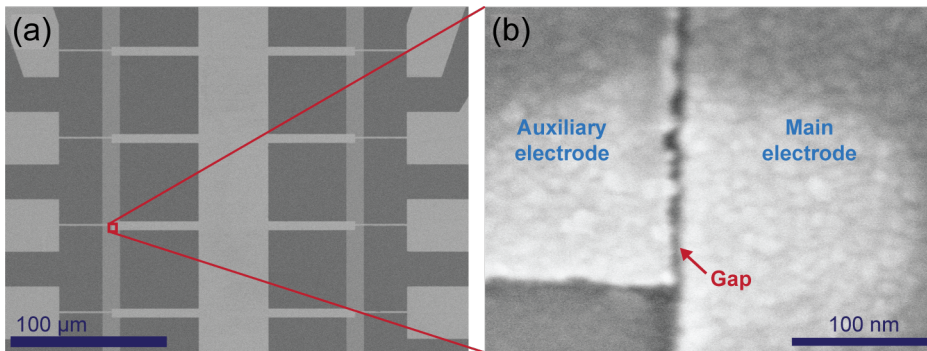 (a)
100 µm
(b)
Auxiliary
electrode
Main
electrode
Gap
100 nm